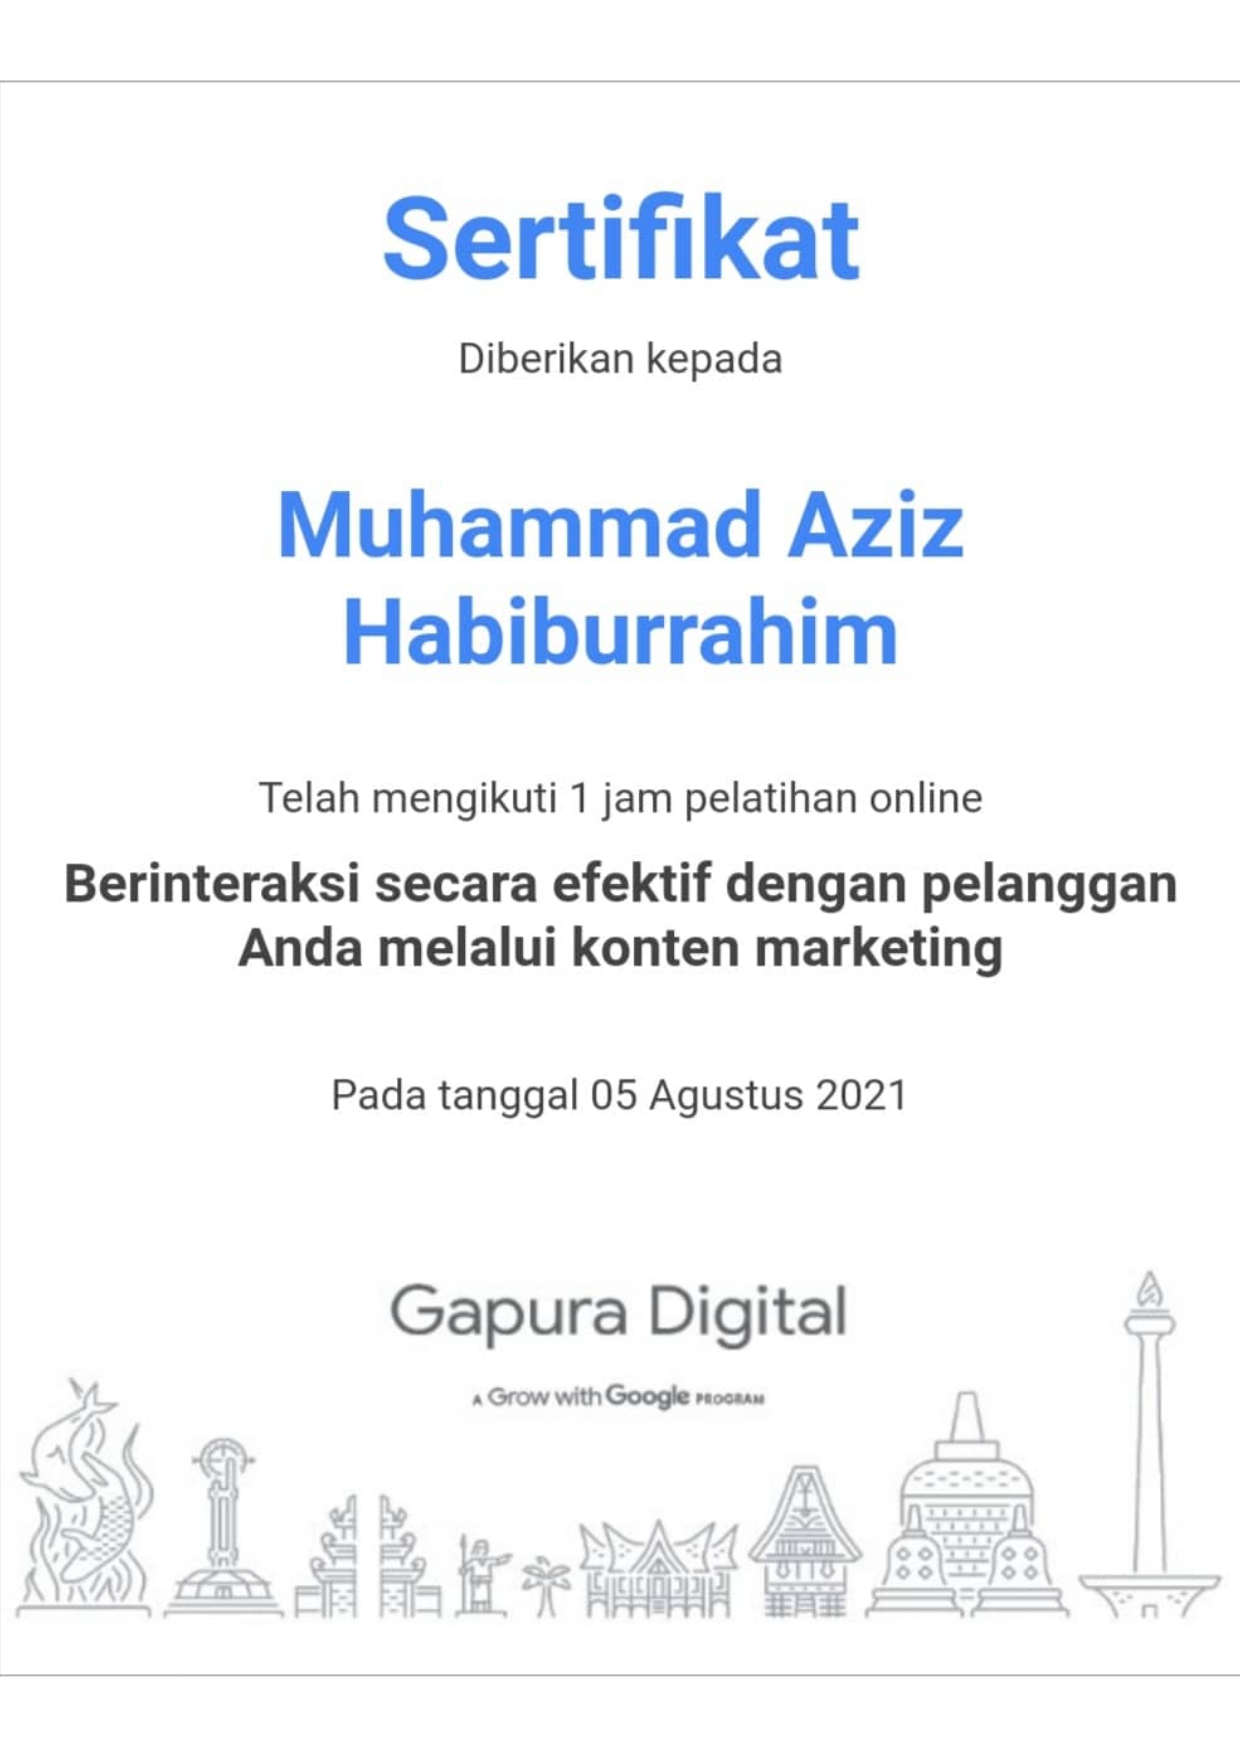 Sertifikat
Diberikan kepada
Muhammad Aziz
Habiburrahim
Telah mengikuti 1 jam pelatihan online
Berinteraksi secara efektif dengan pelanggan
Anda melalui konten marketing
Pada tanggal 05 Agustus 2021
Gapura Digital
A Grow with Google PROGRAM